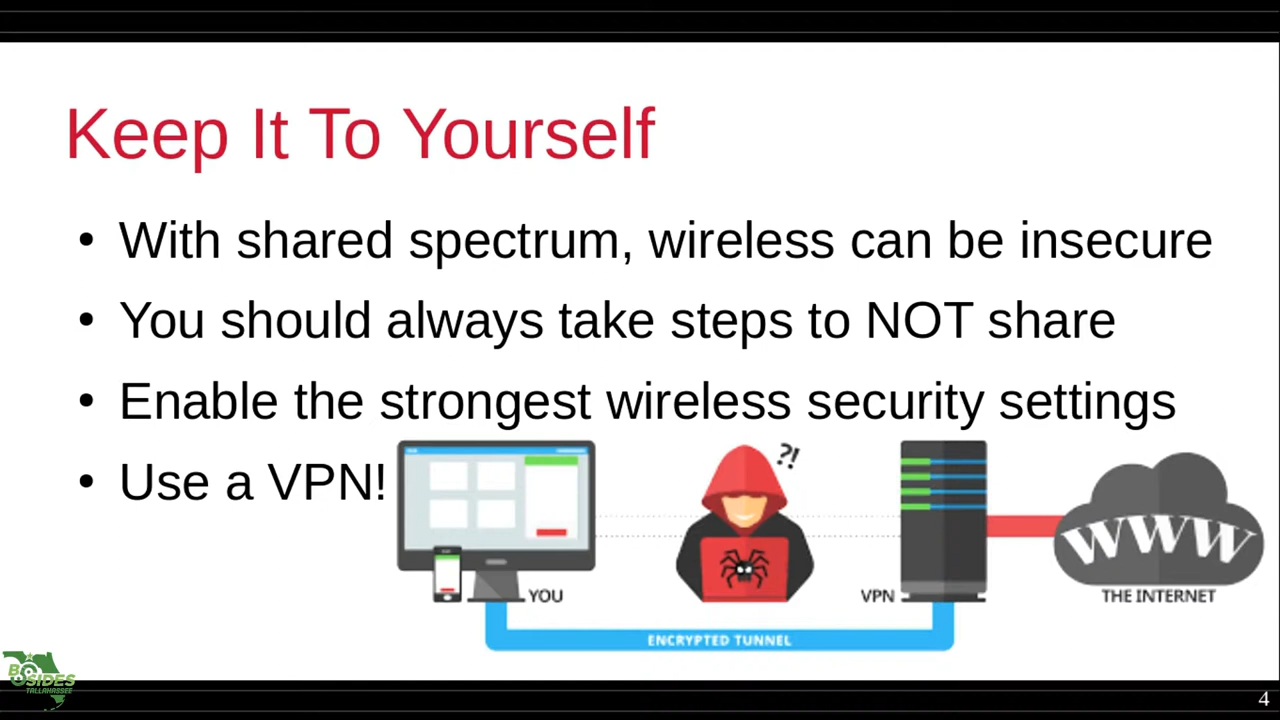 Keep It To Yourself
• With shared spectrum, wireless can be insecure
• You should always take steps to NOT share
• Enable the strongest wireless security settings
• Use a VPN!
?!
WWW
YOU
VPN
THE INTERNET
ENCRYPTED TUNNEL
BSIDES
TALLAHASSEE
4